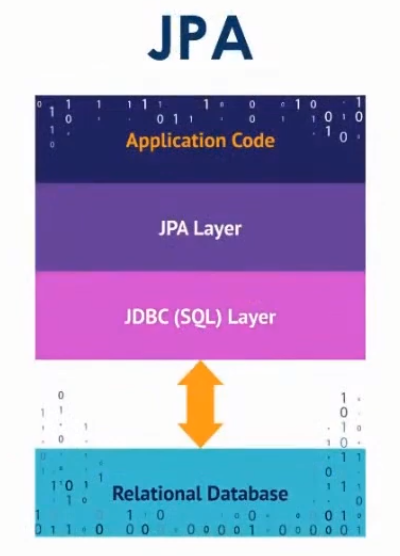 JPA
Application Code
JPA Layer
JDBC (SQL) Layer
Relational Database